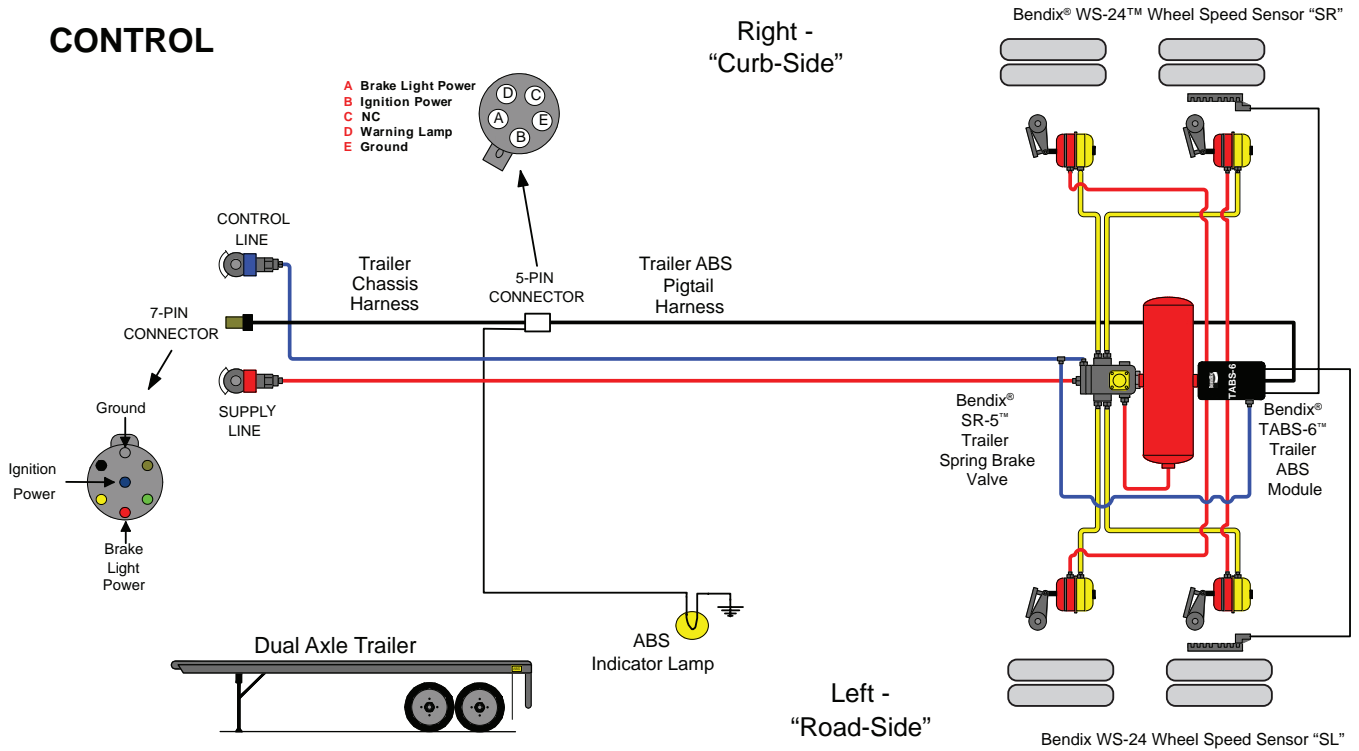 CONTROL
Right -
“Curb-Side”
Bendix® WS-24™ Wheel Speed Sensor “SR”
A Brake Light Power
B Ignition Power
C NC
D Warning Lamp
E Ground
D
C
A
E
B
CONTROL
LINE
Trailer
Chassis
Harness
5-PIN
CONNECTOR
Trailer ABS
Pigtail
Harness
7-PIN
CONNECTOR
SUPPLY
LINE
Ground
Ignition
Power
Brake
Light
Power
Bendix®
SR-5™
Trailer
Spring Brake
Valve
TABS-6
Bendix®
TABS-6™
Trailer
ABS
Module
ABS
Indicator Lamp
Dual Axle Trailer
Left -
“Road-Side”
Bendix WS-24 Wheel Speed Sensor “SL”